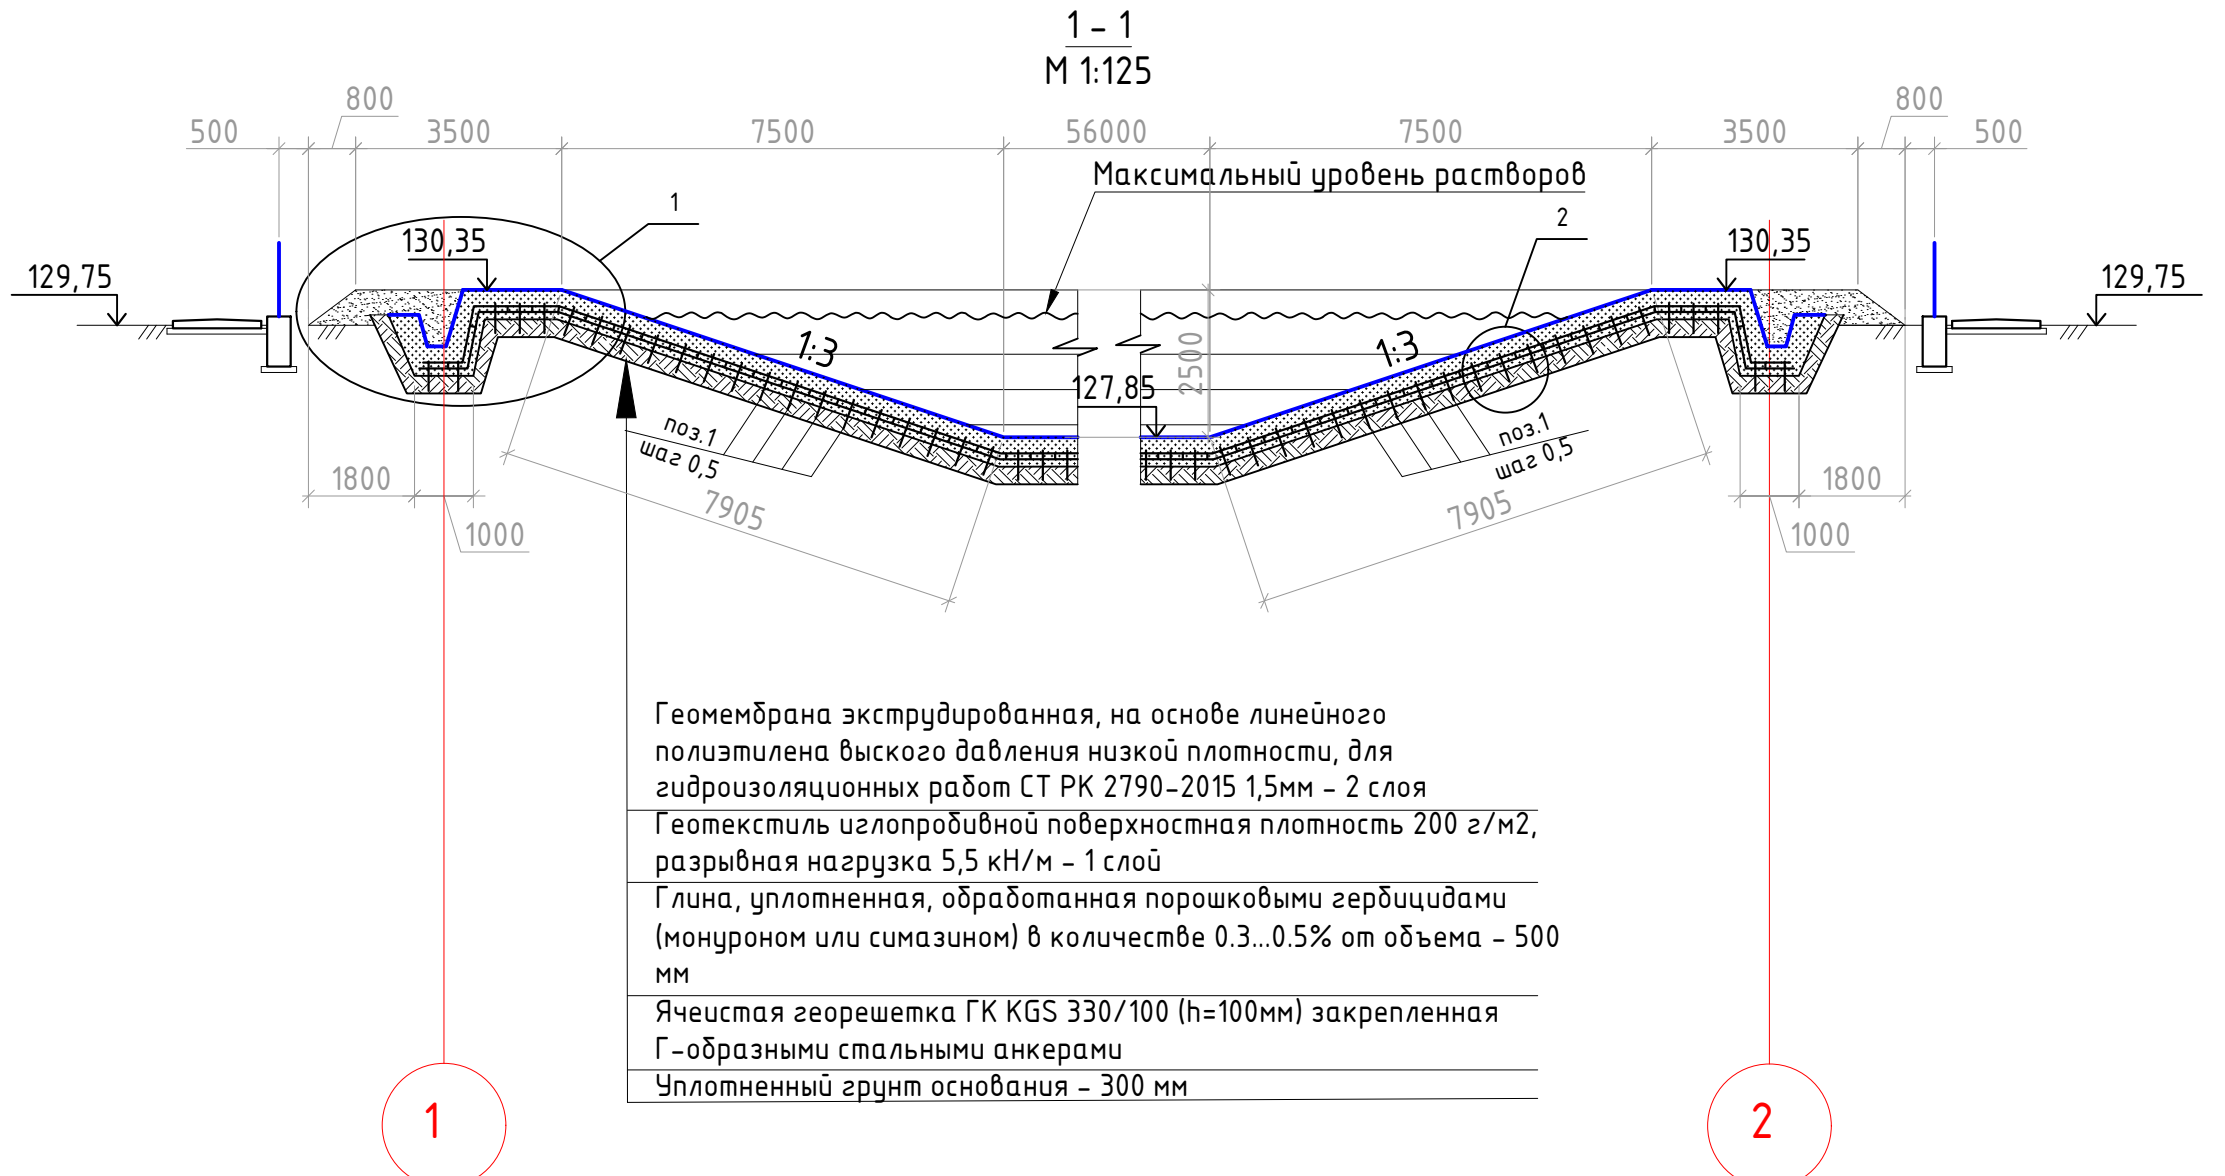 1 - 1
М 1:125
800
800
500
3500
7500
56000
7500
3500
500
Максимальный уровень растворов
1
2
130,35
130,35
129,75
129,75
1:3
1:3
2500
127,85
поз.1
шаг 0,5
поз.1
шаг 0,5
1800
1800
7905
7905
1000
1000
Геомембрана экструдированная, на основе линейного
полиэтилена выского давления низкой плотности, для
гидроизоляционных работ СТ РК 2790-2015 1,5мм - 2 слоя
Геотекстиль иглопробивной поверхностная плотность 200 г/м2,
разрывная нагрузка 5,5 кН/м - 1 слой
Глина, уплотненная, обработанная порошковыми гербицидами
(монуроном или симазином) в количестве 0.3...0.5% от объема - 500
мм
Ячеистая георешетка ГК KGS 330/100 (h=100мм) закрепленная
Г-образными стальными анкерами
Уплотненный грунт основания - 300 мм
1
2